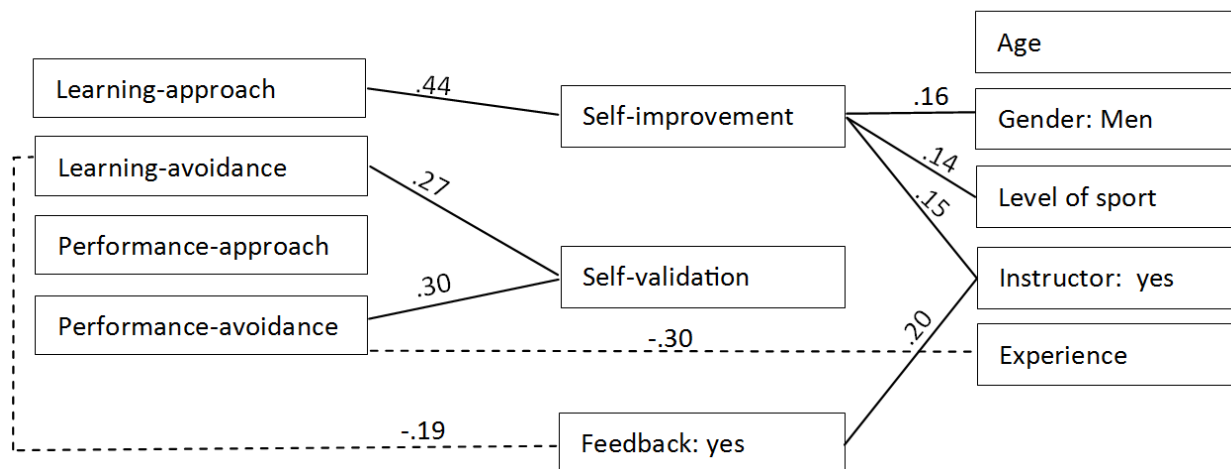 Age
Learning-approach
.44
Self-improvement
.16
Gender: Men
Learning-avoidance
.27
.14
Level of sport
.15
Performance-approach
Self-validation
Instructor: yes
.30
Performance-avoidance
-.30
.20
Experience
-.19
Feedback: yes